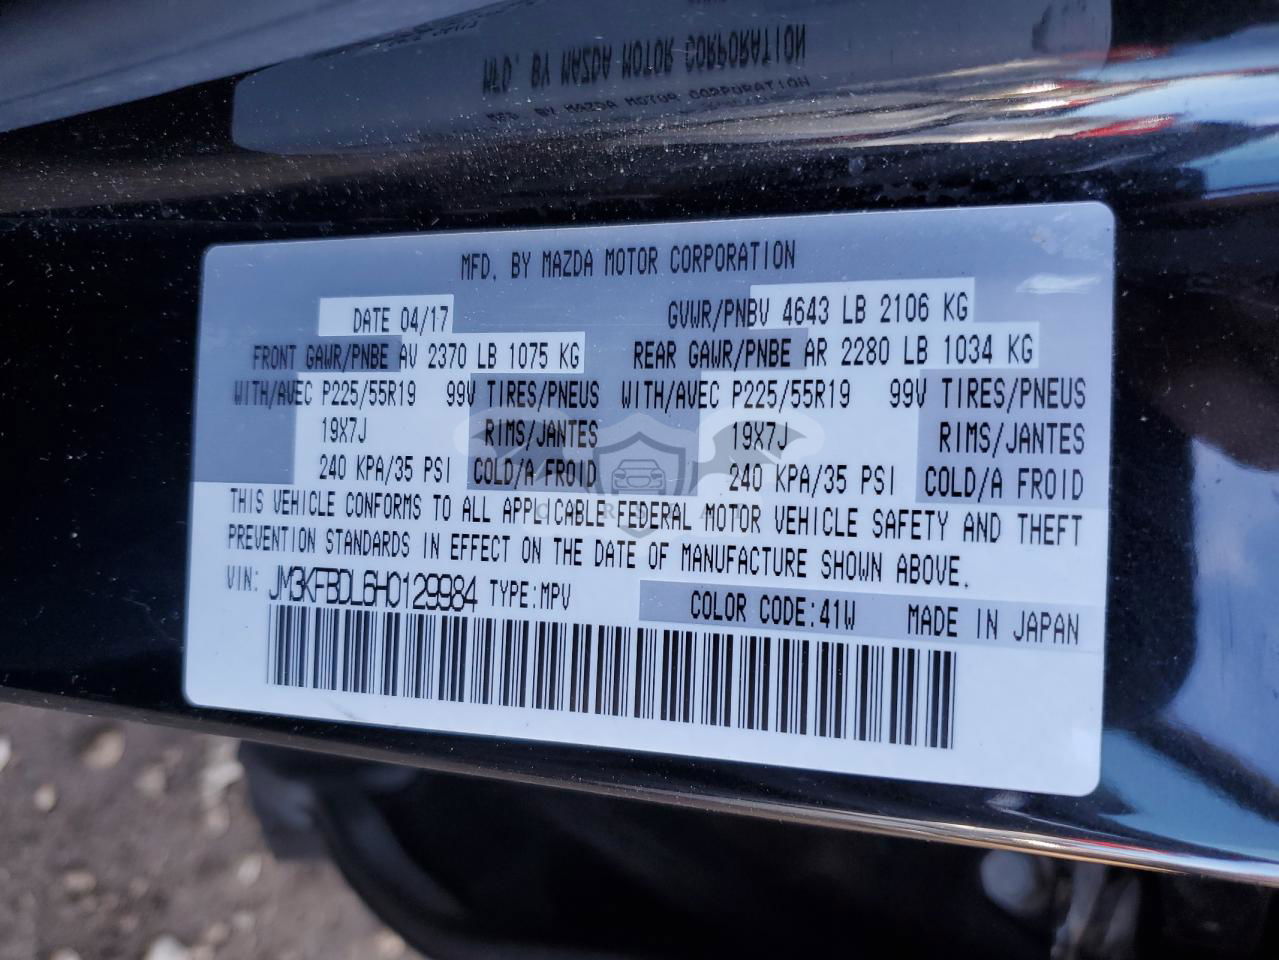 MFD. BY MAZDA MOTOR CORPORATION
MFD. BY MAZDA MOTOR CORPORATION
MFD. BY MAZDA MOTOR CORPORATION
DATE 04/17 GVWR/PNBV 4643 LB 2106 KG
FRONT GAWR/PNBE AV 2370 LB 1075 KG REAR GAWR/PNBE AR 2280 LB 1034 KG
WITH/AVEC P225/55R19 99V TIRES/PNEUS WITH/AVEC P225/55R19 99V TIRES/PNEUS
19X7J RIMS/JANTES 19X7J RIMS/JANTES
240 KPA/35 PSI COLD/A FROID 240 KPA/35 PSI COLD/A FROID
THIS VEHICLE CONFORMS TO ALL APPLICABLE FEDERAL MOTOR VEHICLE SAFETY AND THEFT
PREVENTION STANDARDS IN EFFECT ON THE DATE OF MANUFACTURE SHOWN ABOVE.
VIN: JM3KFBDL6H0129984 TYPE:MPV COLOR CODE:41W MADE IN JAPAN